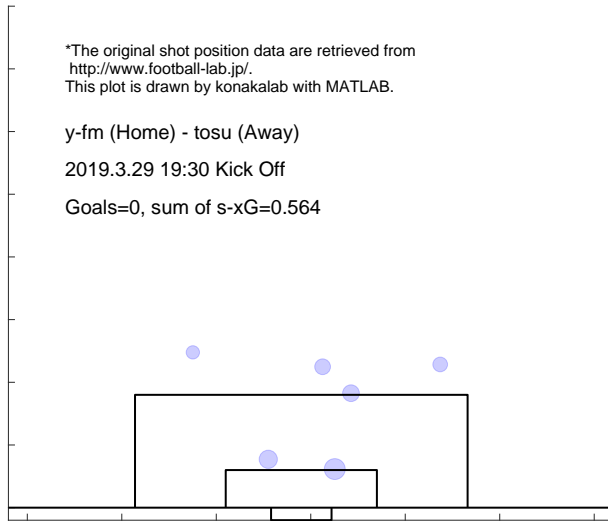 *The original shot position data are retrieved from
http://www.football-lab.jp/.
This plot is drawn by konakalab with MATLAB.
y-fm (Home) - tosu (Away)
2019.3.29 19:30 Kick Off
Goals=0, sum of s-xG=0.564